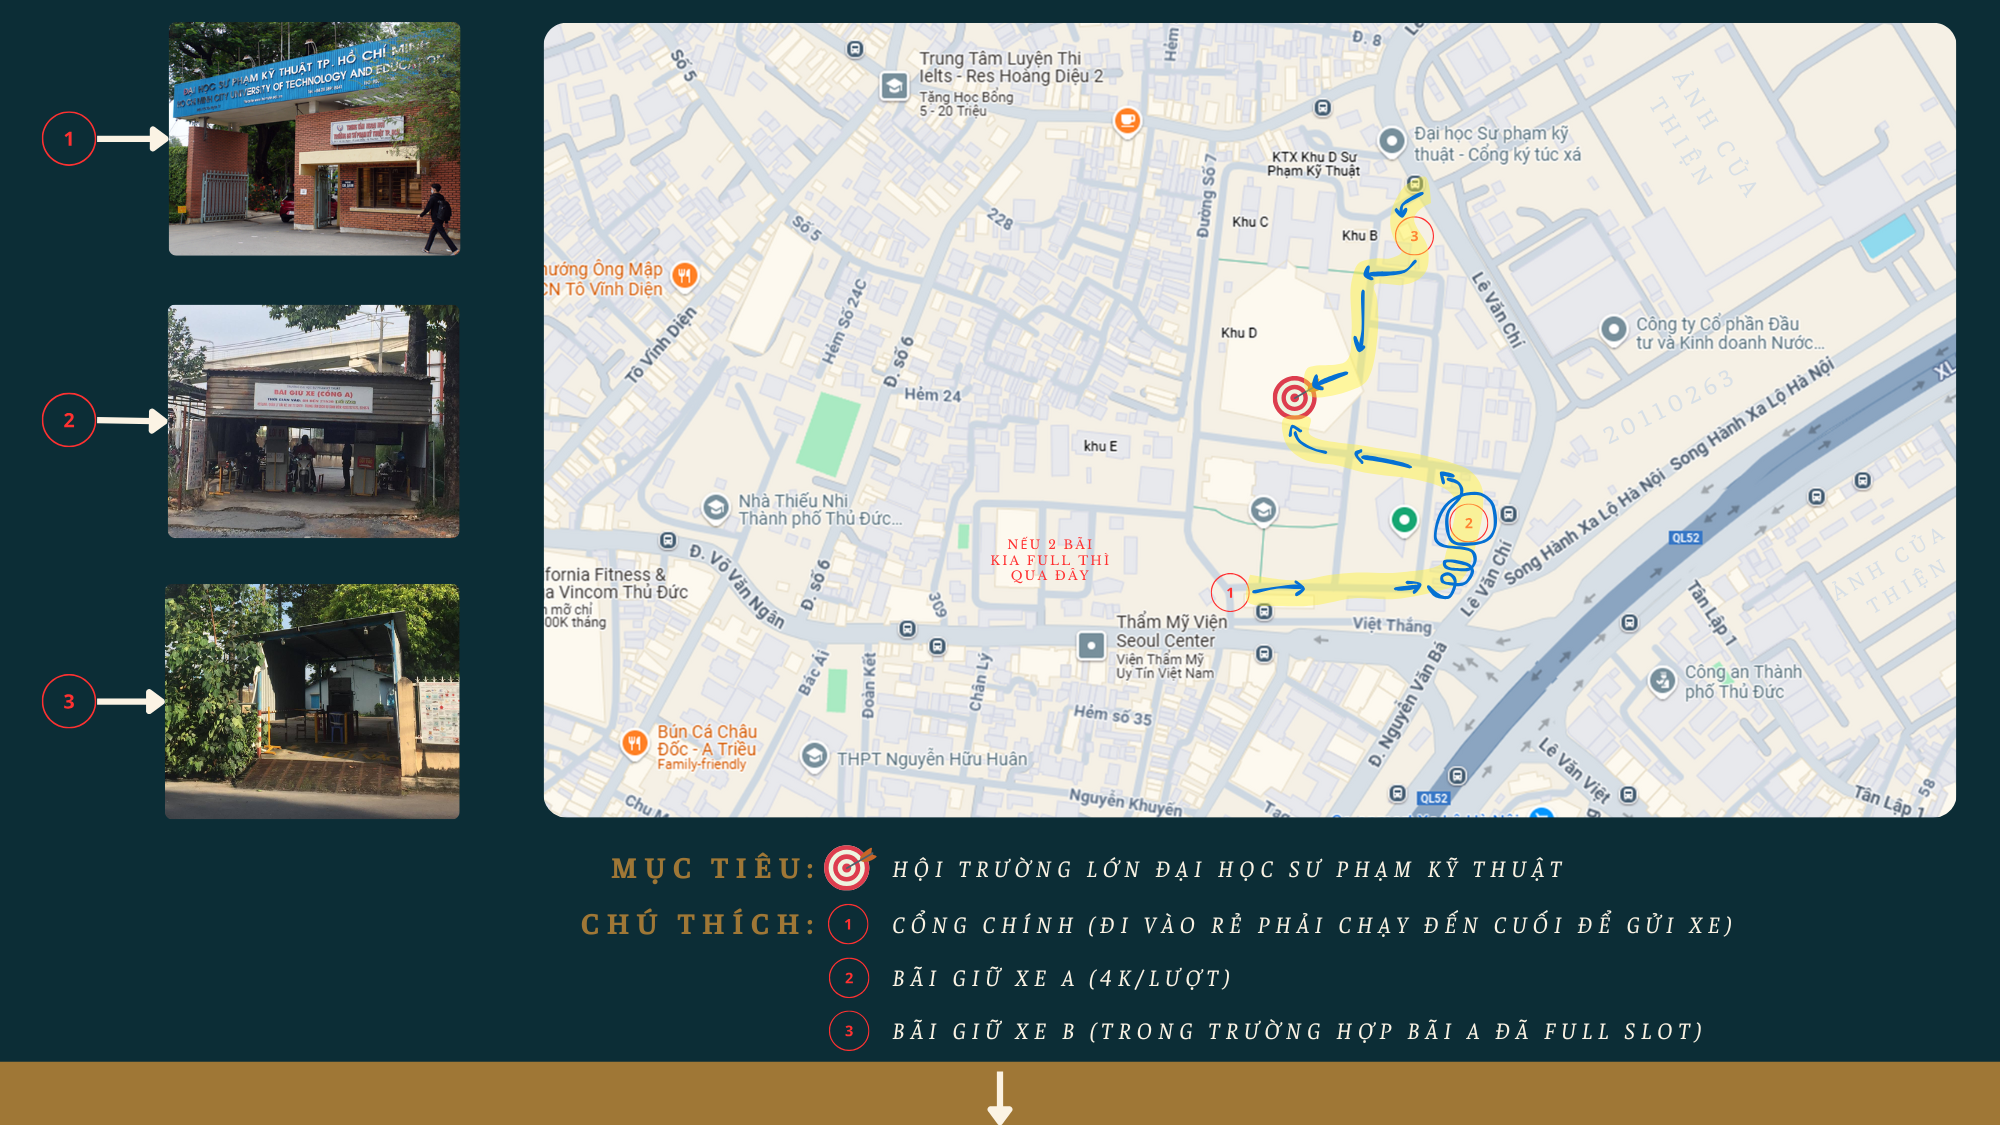 1
ĐẠI HỌC SƯ PHẠM KỸ THUẬT TP. HỒ CHÍ MINH
HO CHI MINH CITY UNIVERSITY OF TECHNOLOGY AND EDUCATION
2
BÃI GIỮ XE (CỔNG A)
3
Số 5
Trung Tâm Luyện Thi
Ielts - Res Hoàng Diệu 2
Tặng Học Bổng
5 - 20 Triệu
Hẻm
Đ. 8
Đại học Sư phạm kỹ
thuật - Cổng ký túc xá
ÁNH CỦA
THIỆN
KTX Khu D Sư
Phạm Kỹ Thuật
Đường Số 7
Khu C
Khu B
3
228
Số 5
hướng Ông Mập
CN Tô Vĩnh Diện
Tô Vĩnh Diện
Hẻm Số 24C
Đ. số 6
Hẻm 24
Khu D
Lê Văn Chí
Công ty Cổ phần Đầu
tư và Kinh doanh Nước...
XL
20110263
Song Hành Xa Lộ Hà Nội
Song Hành Xa Lộ Hà Nội
khu E
Nhà Thiếu Nhi
Thành phố Thủ Đức...
2
QL52
ÁNH CỦA
THIỆN
NẾU 2 BÃI
KIA FULL THÌ
QUA ĐÂY
Đ. Võ Văn Ngân
Đ. số 6
309
fornia Fitness &
a Vincom Thủ Đức
n mỡ chỉ
00K tháng
1
Lê Văn Chí
Tân Lập 1
Thẩm Mỹ Viện
Seoul Center
Viện Thẩm Mỹ
Uy Tín Việt Nam
Việt Thắng
Bác Ái
Đoàn Kết
Chân Lý
Hẻm số 35
Đ. Nguyễn Văn Bá
Công an Thành
phố Thủ Đức
Bún Cá Châu
Đốc - A Triều
Family-friendly
THPT Nguyễn Hữu Huân
Lê Văn Việt
QL52
Nguyễn Khuyến
Chu M
Tân Lập 1
58
MỤC TIÊU: HỘI TRƯỜNG LỚN ĐẠI HỌC SƯ PHẠM KỸ THUẬT
CHÚ THÍCH: 1 CỔNG CHÍNH (ĐI VÀO RẺ PHẢI CHẠY ĐẾN CUỐI ĐỂ GỬI XE)
2 BÃI GIỮ XE A (4K/LƯỢT)
3 BÃI GIỮ XE B (TRONG TRƯỜNG HỢP BÃI A ĐÃ FULL SLOT)